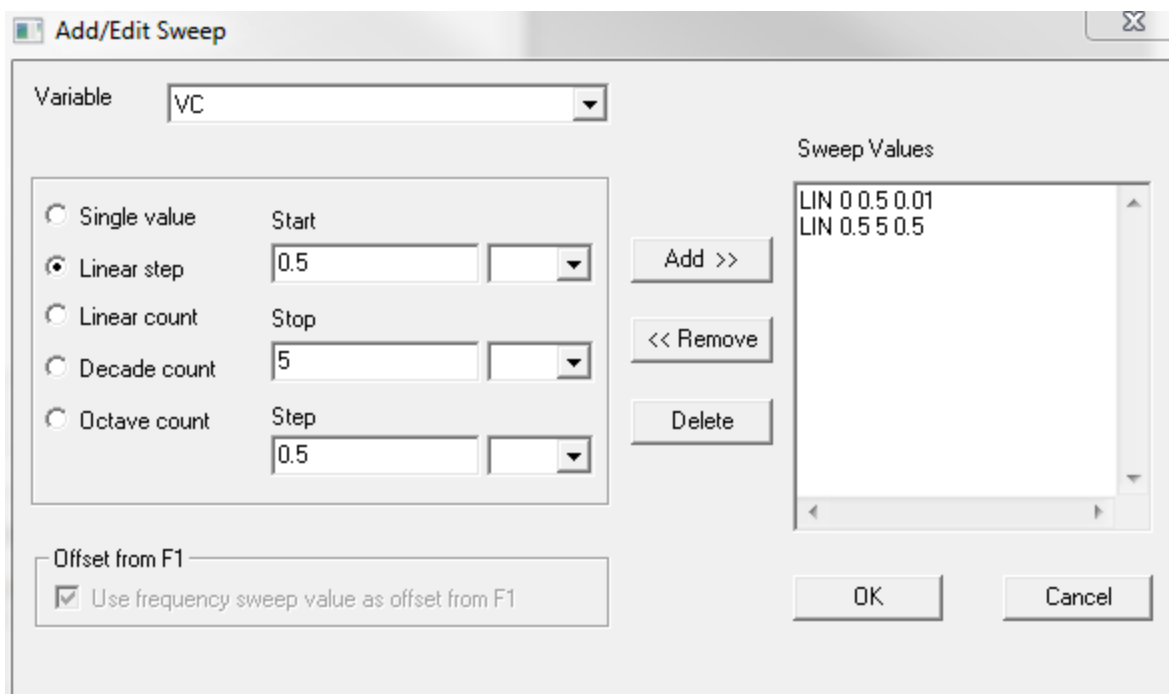 Add/Edit Sweep
Variable
VC
Single value
Linear step
Linear count
Decade count
Octave count
Start
0.5
Stop
5
Step
0.5
Add >>
<< Remove
Delete
Sweep Values
LIN 0 0.5 0.01
LIN 0.5 5 0.5
Offset from F1
Use frequency sweep value as offset from F1
OK
Cancel